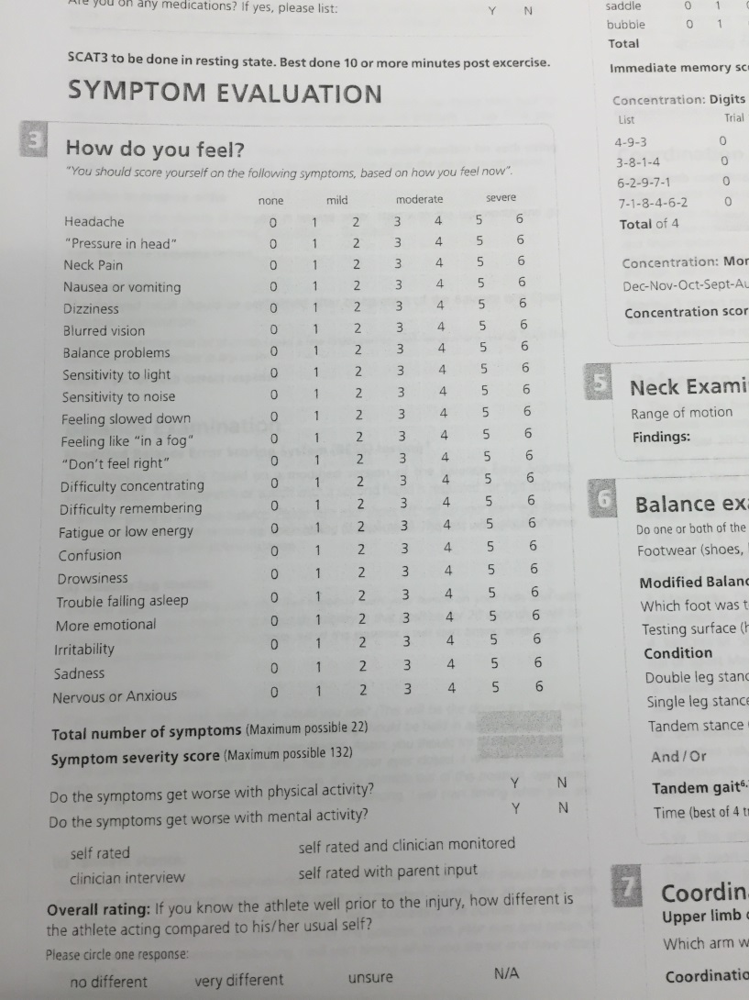 Are you on any medications? If yes, please list: Y N
SCAT3 to be done in resting state. Best done 10 or more minutes post excercise.
SYMPTOM EVALUATION
3 How do you feel?
"You should score yourself on the following symptoms, based on how you feel now".
none mild moderate severe
Headache 0 1 2 3 4 5 6
"Pressure in head" 0 1 2 3 4 5 6
Neck Pain 0 1 2 3 4 5 6
Nausea or vomiting 0 1 2 3 4 5 6
Dizziness 0 1 2 3 4 5 6
Blurred vision 0 1 2 3 4 5 6
Balance problems 0 1 2 3 4 5 6
Sensitivity to light 0 1 2 3 4 5 6
Sensitivity to noise 0 1 2 3 4 5 6
Feeling slowed down 0 1 2 3 4 5 6
Feeling like "in a fog" 0 1 2 3 4 5 6
"Don't feel right" 0 1 2 3 4 5 6
Difficulty concentrating 0 1 2 3 4 5 6
Difficulty remembering 0 1 2 3 4 5 6
Fatigue or low energy 0 1 2 3 4 5 6
Confusion 0 1 2 3 4 5 6
Drowsiness 0 1 2 3 4 5 6
Trouble falling asleep 0 1 2 3 4 5 6
More emotional 0 1 2 3 4 5 6
Irritability 0 1 2 3 4 5 6
Sadness 0 1 2 3 4 5 6
Nervous or Anxious 0 1 2 3 4 5 6
Total number of symptoms (Maximum possible 22)
Symptom severity score (Maximum possible 132)
Do the symptoms get worse with physical activity? Y N
Do the symptoms get worse with mental activity? Y N
self rated self rated and clinician monitored
clinician interview self rated with parent input
Overall rating: If you know the athlete well prior to the injury, how different is
the athlete acting compared to his/her usual self?
Please circle one response:
no different very different unsure N/A
saddle 0 1
bubble 0 1
Total
Immediate memory sc
Concentration: Digits
List Trial
4-9-3 0
3-8-1-4 0
6-2-9-7-1 0
7-1-8-4-6-2 0
Total of 4
Concentration: Mon
Dec-Nov-Oct-Sept-Au
Concentration scor
5 Neck Exami
Range of motion
Findings:
6 Balance exa
Do one or both of the
Footwear (shoes,
Modified Balanc
Which foot was t
Testing surface (h
Condition
Double leg stanc
Single leg stance
Tandem stance
And / Or
Tandem gait6,
Time (best of 4 tr
7 Coordin
Upper limb
Which arm w
Coordinatio